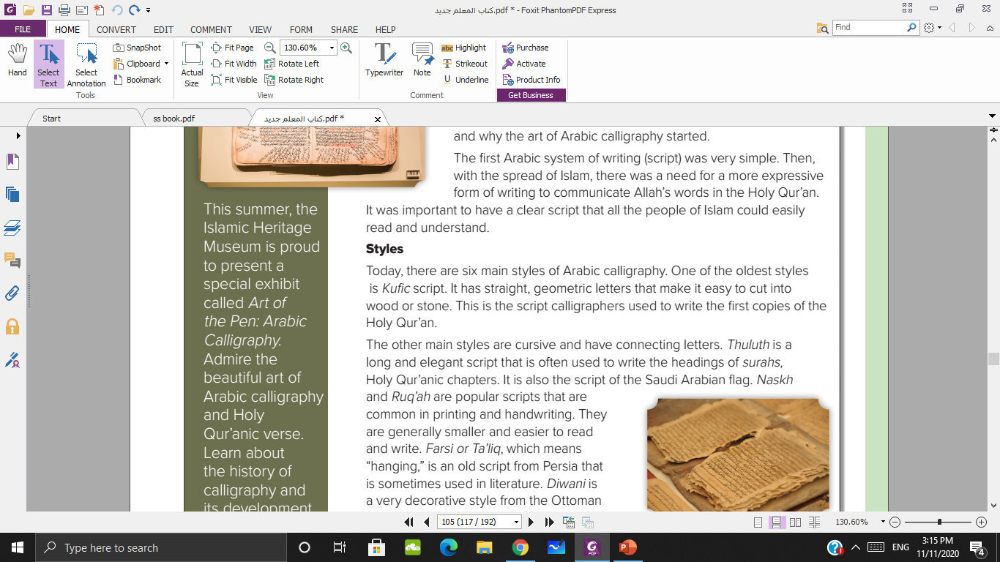 كتاب المعلم جديد.pdf * - Foxit PhantomPDF Express
FILE HOME CONVERT EDIT COMMENT VIEW FORM SHARE HELP
Find
Hand
Select Text
Select Annotation
SnapShot
Clipboard
Bookmark
Tools
Actual Size
Fit Page
Fit Width
Fit Visible
130.60%
Rotate Left
Rotate Right
View
Typewriter
Note
abc Highlight
T Strikeout
U Underline
Comment
Purchase
Activate
Product Info
Get Business
Start
ss book.pdf
كتاب المعلم جديد.pdf *
This summer, the
Islamic Heritage
Museum is proud
to present a
special exhibit
called Art of
the Pen: Arabic
Calligraphy.
Admire the
beautiful art of
Arabic calligraphy
and Holy
Qur’anic verse.
Learn about
the history of
calligraphy and
its development
and why the art of Arabic calligraphy started.
The first Arabic system of writing (script) was very simple. Then,
with the spread of Islam, there was a need for a more expressive
form of writing to communicate Allah’s words in the Holy Qur’an.
It was important to have a clear script that all the people of Islam could easily
read and understand.
Styles
Today, there are six main styles of Arabic calligraphy. One of the oldest styles
is Kufic script. It has straight, geometric letters that make it easy to cut into
wood or stone. This is the script calligraphers used to write the first copies of the
Holy Qur’an.
The other main styles are cursive and have connecting letters. Thuluth is a
long and elegant script that is often used to write the headings of surahs,
Holy Qur’anic chapters. It is also the script of the Saudi Arabian flag. Naskh
and Ruq’ah are popular scripts that are
common in printing and handwriting. They
are generally smaller and easier to read
and write. Farsi or Ta’liq, which means
“hanging,” is an old script from Persia that
is sometimes used in literature. Diwani is
a very decorative style from the Ottoman
105 (117 / 192)
130.60%
Type here to search
ENG
3:15 PM
11/11/2020
4